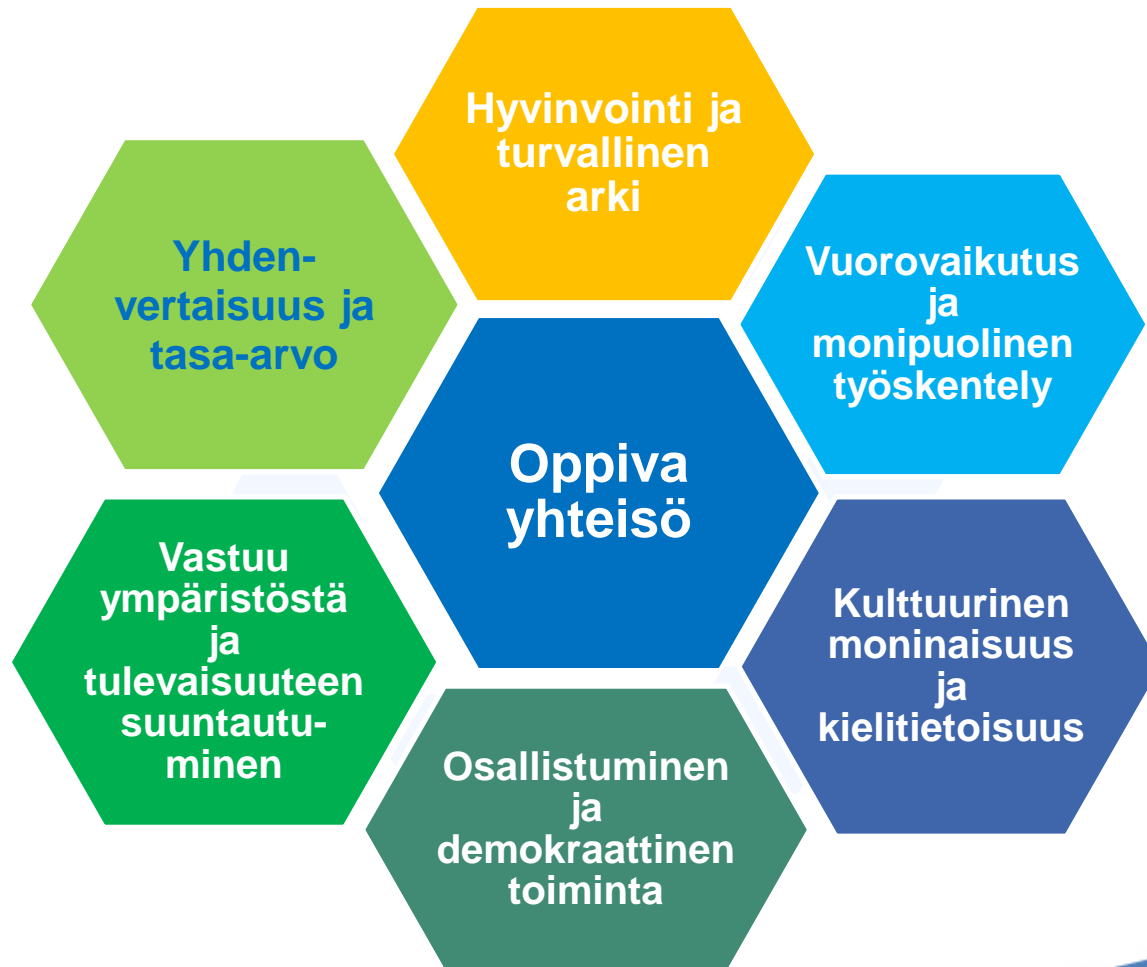 Hyvinvointi ja
turvallinen
arki
Yhden-
vertaisuus ja
tasa-arvo
Vuorovaikutus
ja
monipuolinen
työskentely
Oppiva
yhteisö
Vastuu
ympäristöstä
ja
tulevaisuuteen
suuntautu-
minen
Kulttuurinen
moninaisuus
ja
kielitietoisuus
Osallistuminen
ja
demokraattinen
toiminta